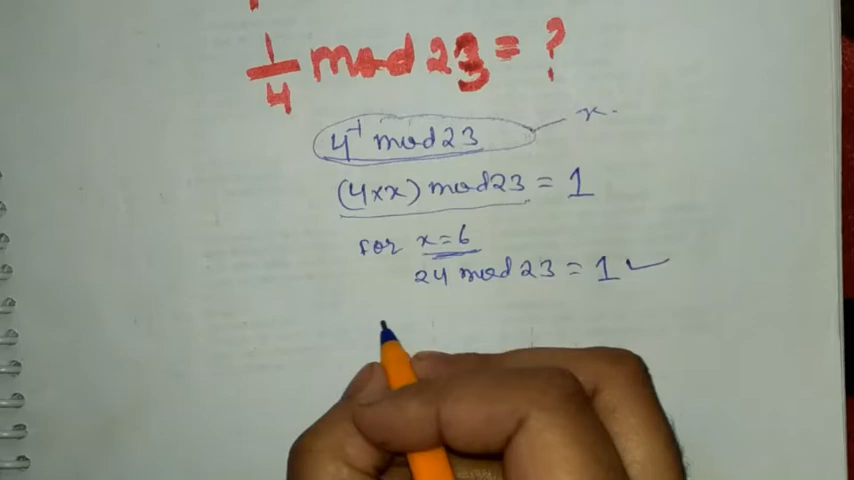 1/4 mod 23 = ?
4⁻¹ mod 23 x.
(4×x) mod 23 = 1
for x = 6
24 mod 23 = 1 ✓